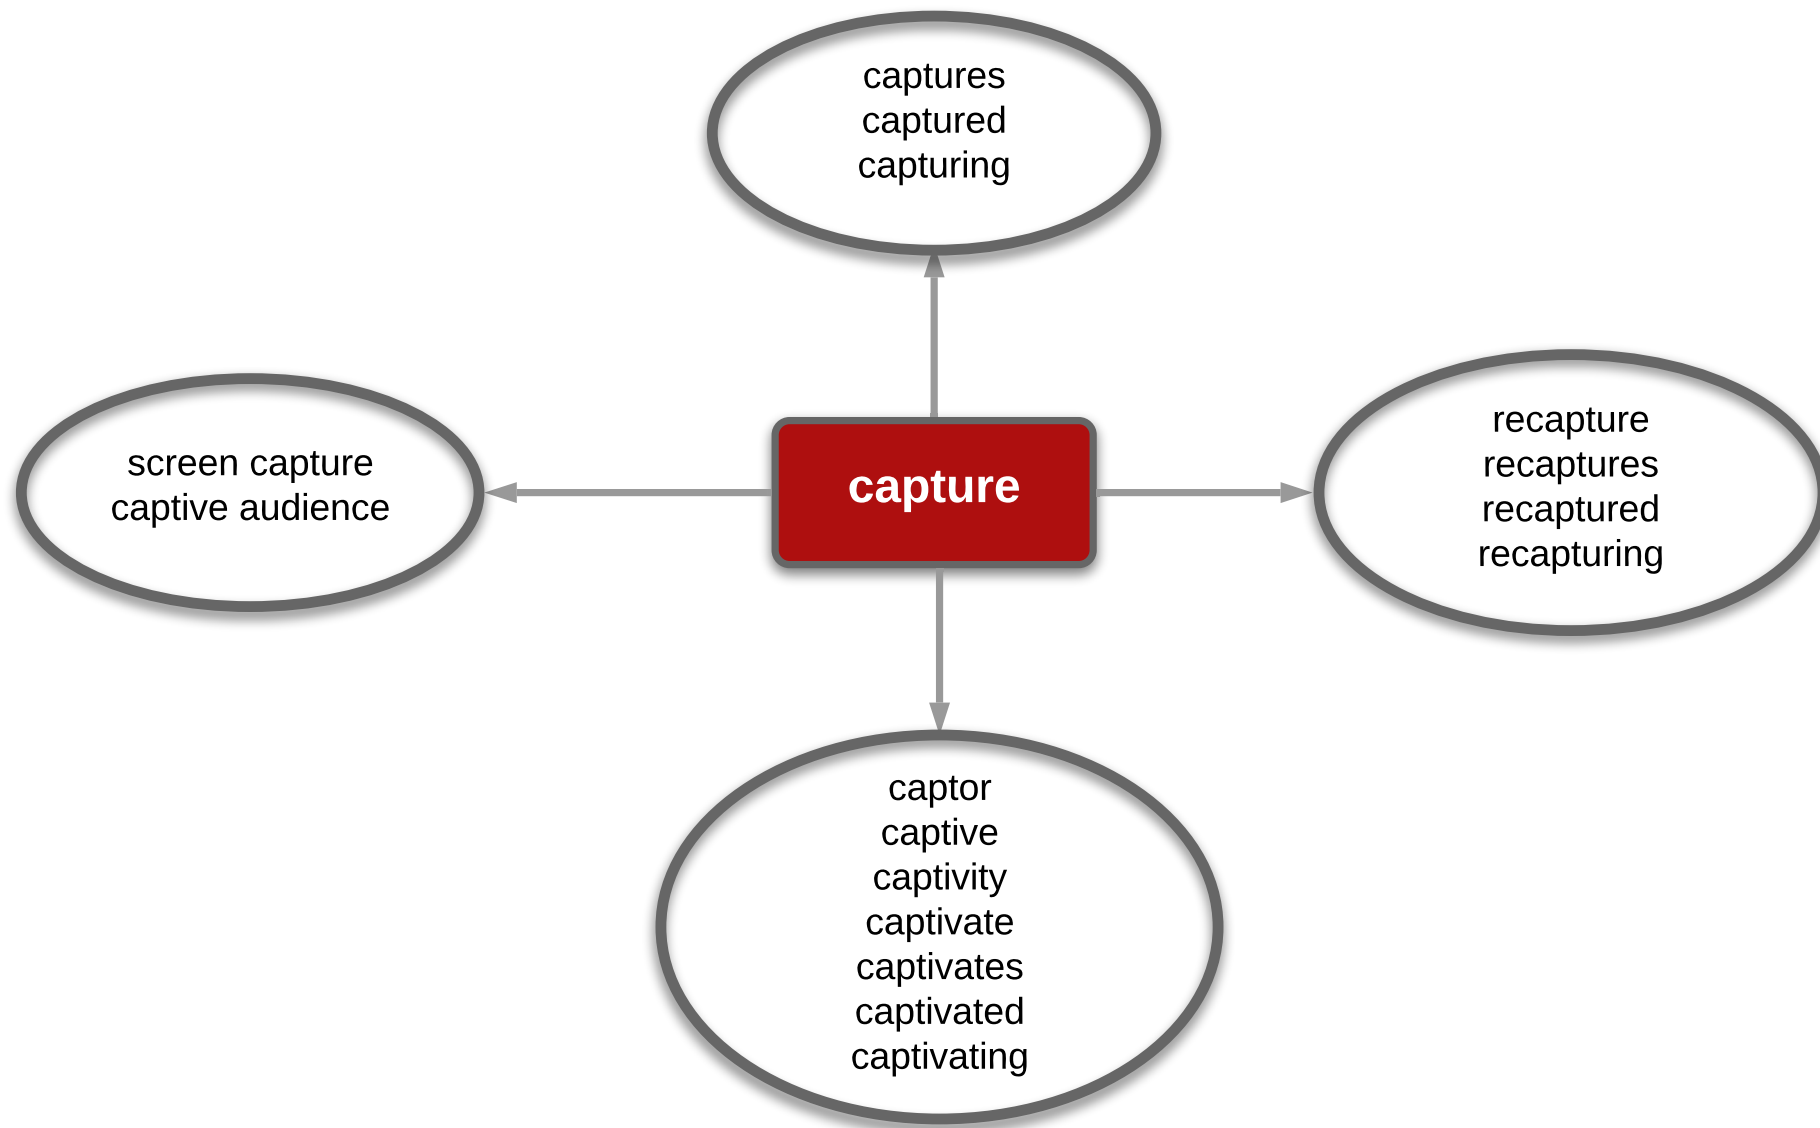 captures
captured
capturing
screen capture
captive audience
capture
recapture
recaptures
recaptured
recapturing
captor
captive
captivity
captivate
captivates
captivated
captivating